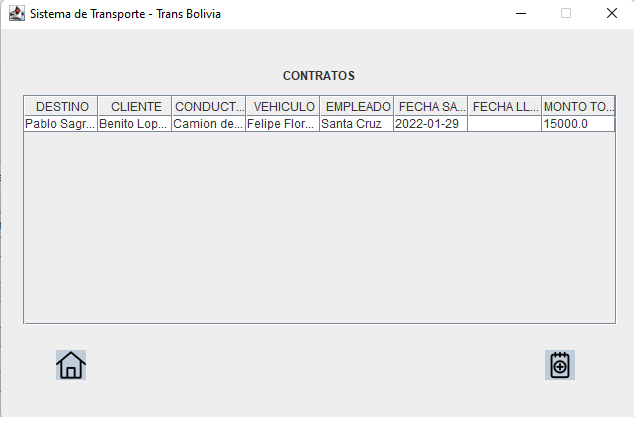 Sistema de Transporte - Trans Bolivia
CONTRATOS
DESTINO CLIENTE CONDUCT... VEHICULO EMPLEADO FECHA SA... FECHA LL... MONTO TO...
Pablo Sagr... Benito Lop... Camion de... Felipe Flor... Santa Cruz 2022-01-29 15000.0